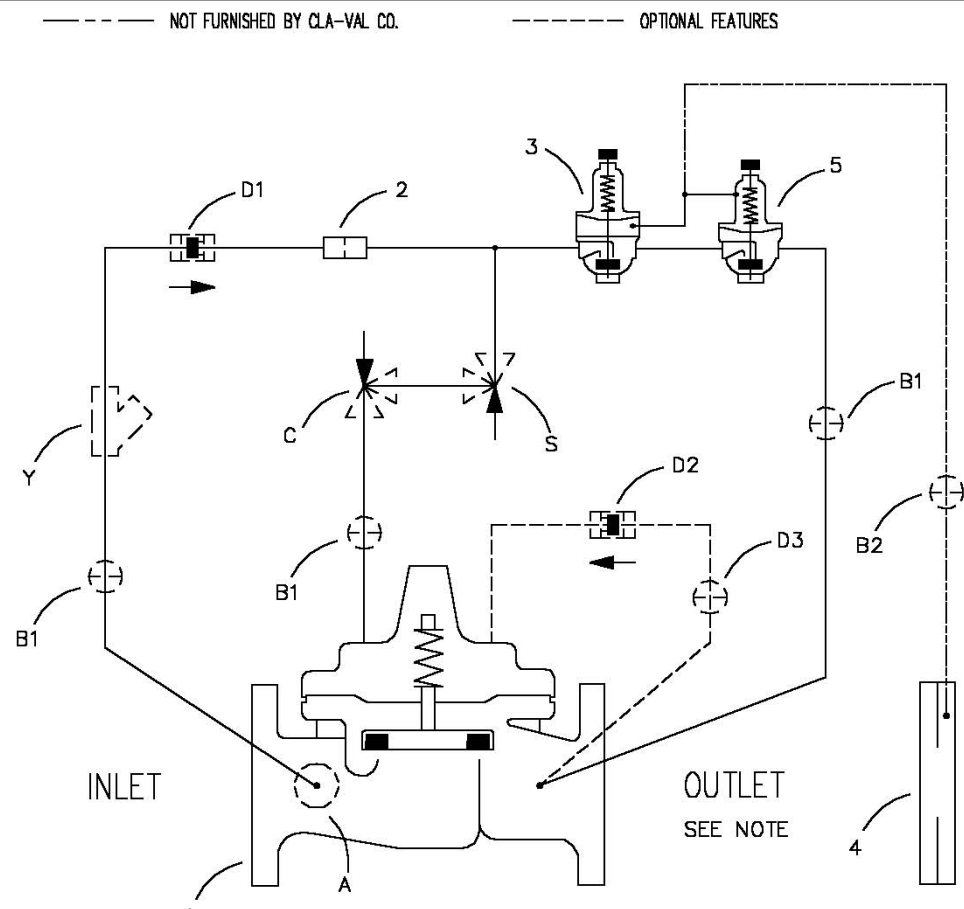 NOT FURNISHED BY CLA-VAL CO.
OPTIONAL FEATURES
3
5
D1
2
B1
C
S
Y
D2
B2
D3
B1
B1
INLET
OUTLET
SEE NOTE
4
A